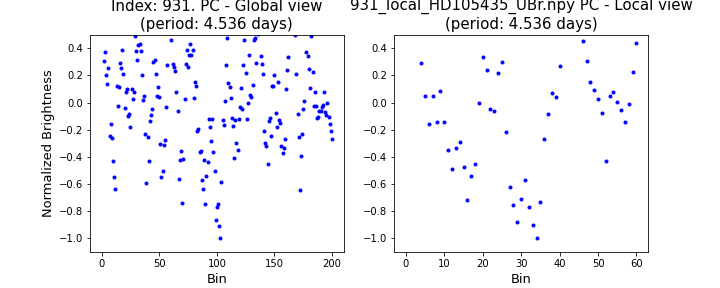 Index: 931. PC - Global view
(period: 4.536 days)
931_local_HD105435_UBr.npy PC - Local view
(period: 4.536 days)
Normalized Brightness
0.4
0.2
0.0
−0.2
−0.4
−0.6
−0.8
−1.0
0 50 100 150 200
Bin
0.4
0.2
0.0
−0.2
−0.4
−0.6
−0.8
−1.0
0 10 20 30 40 50 60
Bin